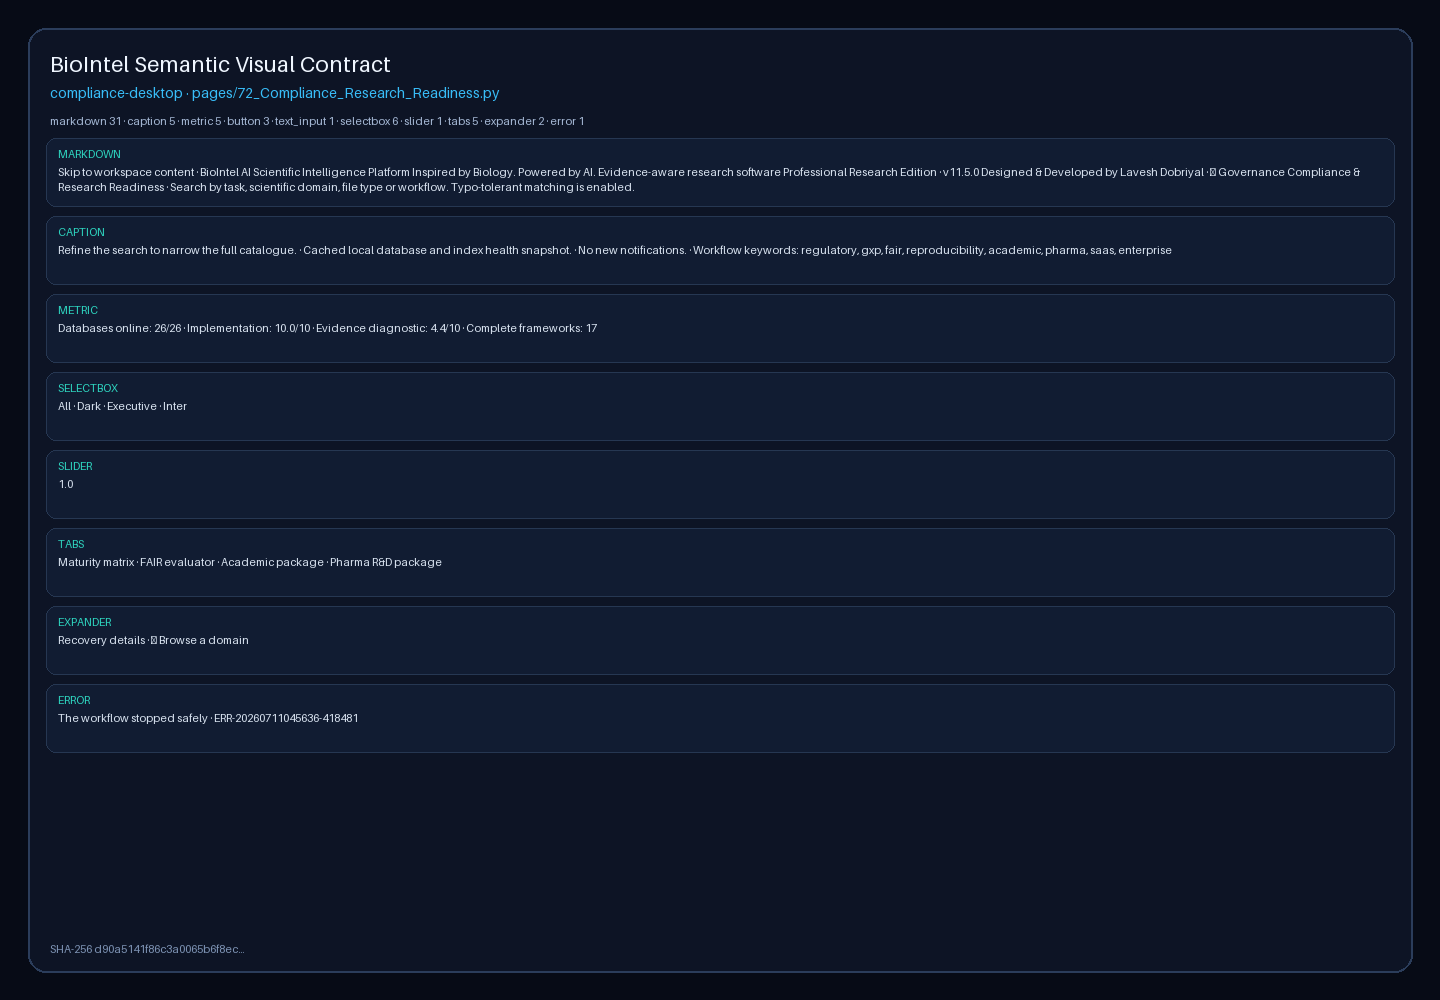 BioIntel Semantic Visual Contract
compliance-desktop · pages/72_Compliance_Research_Readiness.py
markdown 31 · caption 5 · metric 5 · button 3 · text_input 1 · selectbox 6 · slider 1 · tabs 5 · expander 2 · error 1
MARKDOWN
Skip to workspace content · BioIntel AI Scientific Intelligence Platform Inspired by Biology. Powered by AI. Evidence-aware research software Professional Research Edition · v11.5.0 Designed & Developed by Lavesh Dobriyal · Governance Compliance &
Research Readiness · Search by task, scientific domain, file type or workflow. Typo-tolerant matching is enabled.
CAPTION
Refine the search to narrow the full catalogue. · Cached local database and index health snapshot. · No new notifications. · Workflow keywords: regulatory, gxp, fair, reproducibility, academic, pharma, saas, enterprise
METRIC
Databases online: 26/26 · Implementation: 10.0/10 · Evidence diagnostic: 4.4/10 · Complete frameworks: 17
SELECTBOX
All · Dark · Executive · Inter
SLIDER
1.0
TABS
Maturity matrix · FAIR evaluator · Academic package · Pharma R&D package
EXPANDER
Recovery details · Browse a domain
ERROR
The workflow stopped safely · ERR-20260711045636-418481
SHA-256 d90a5141f86c3a0065b6f8ec...